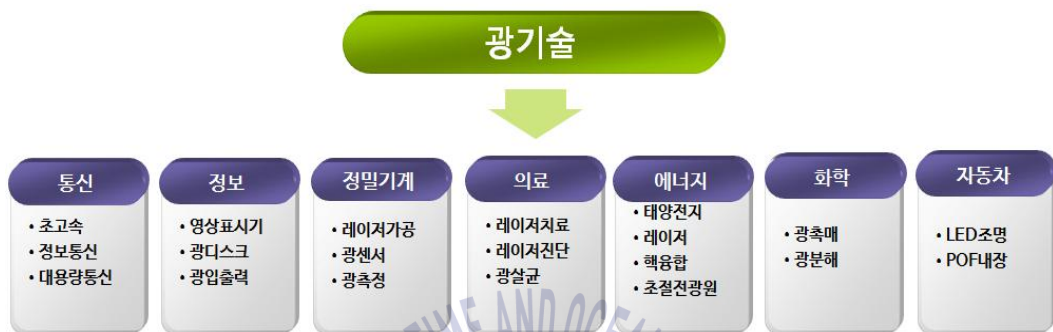 광기술
통신
• 초고속
• 정보통신
• 대용량통신
정보
• 영상표시기
• 광디스크
• 광입출력
정밀기계
• 레이저가공
• 광센서
• 광측정
의료
• 레이저치료
• 레이저진단
• 광살균
에너지
• 태양전지
• 레이저
• 핵융합
• 초절전광원
화학
• 광촉매
• 광분해
자동차
• LED조명
• POF내장
TIME AND OCEA